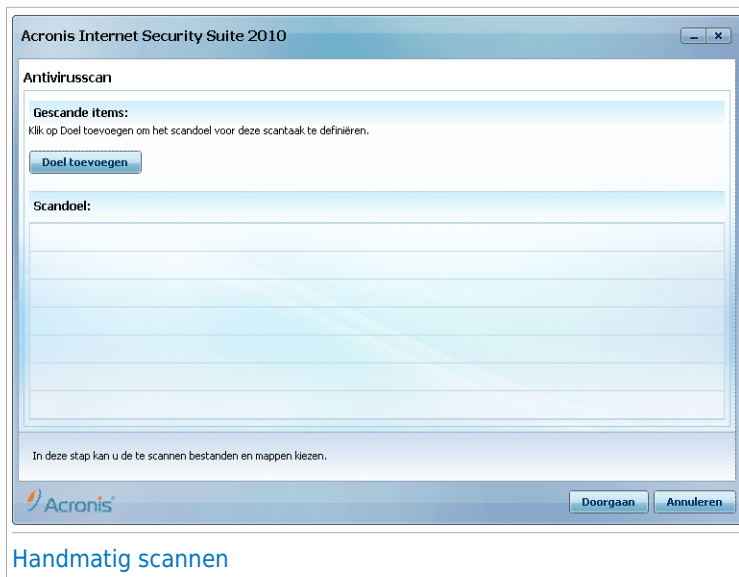 Acronis Internet Security Suite 2010
Antivirusscan
Gescande items:
Klik op Doel toevoegen om het scandoel voor deze scantaak te definiëren.
Doel toevoegen
Scandoel:
In deze stap kan u de te scannen bestanden en mappen kiezen.
Acronis
Doorgaan Annuleren
Handmatig scannen